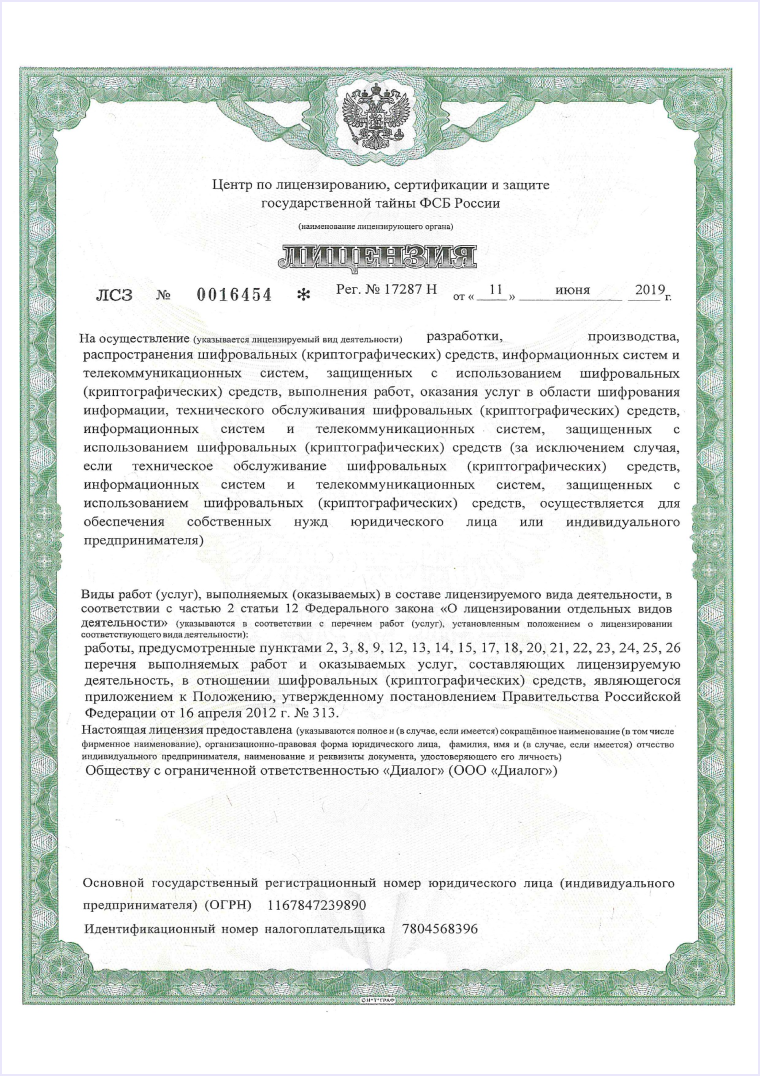 Центр по лицензированию, сертификации и защите
государственной тайны ФСБ России
(наименование лицензирующего органа)
ЛИЦЕНЗИЯ
ЛСЗ № 0016454 * Рег. № 17287 Н от « 11 » июня 2019 г.
На осуществление (указывается лицензируемый вид деятельности) разработки, производства,
распространения шифровальных (криптографических) средств, информационных систем и
телекоммуникационных систем, защищенных с использованием шифровальных
(криптографических) средств, выполнения работ, оказания услуг в области шифрования
информации, технического обслуживания шифровальных (криптографических) средств,
информационных систем и телекоммуникационных систем, защищенных с
использованием шифровальных (криптографических) средств (за исключением случая,
если техническое обслуживание шифровальных (криптографических) средств,
информационных систем и телекоммуникационных систем, защищенных с
использованием шифровальных (криптографических) средств, осуществляется для
обеспечения собственных нужд юридического лица или индивидуального
предпринимателя)
Виды работ (услуг), выполняемых (оказываемых) в составе лицензируемого вида деятельности, в
соответствии с частью 2 статьи 12 Федерального закона «О лицензировании отдельных видов
деятельности» (указываются в соответствии с перечнем работ (услуг), установленным положением о лицензировании
соответствующего вида деятельности):
работы, предусмотренные пунктами 2, 3, 8, 9, 12, 13, 14, 15, 17, 18, 20, 21, 22, 23, 24, 25, 26
перечня выполняемых работ и оказываемых услуг, составляющих лицензируемую
деятельность, в отношении шифровальных (криптографических) средств, являющегося
приложением к Положению, утвержденному постановлением Правительства Российской
Федерации от 16 апреля 2012 г. № 313.
Настоящая лицензия предоставлена (указываются полное и (в случае, если имеется) сокращённое наименование (в том числе
фирменное наименование), организационно-правовая форма юридического лица, фамилия, имя и (в случае, если имеется) отчество
индивидуального предпринимателя, наименование и реквизиты документа, удостоверяющего его личность)
Обществу с ограниченной ответственностью «Диалог» (ООО «Диалог»)
Основной государственный регистрационный номер юридического лица (индивидуального
предпринимателя) (ОГРН) 1167847239890
Идентификационный номер налогоплательщика 7804568396